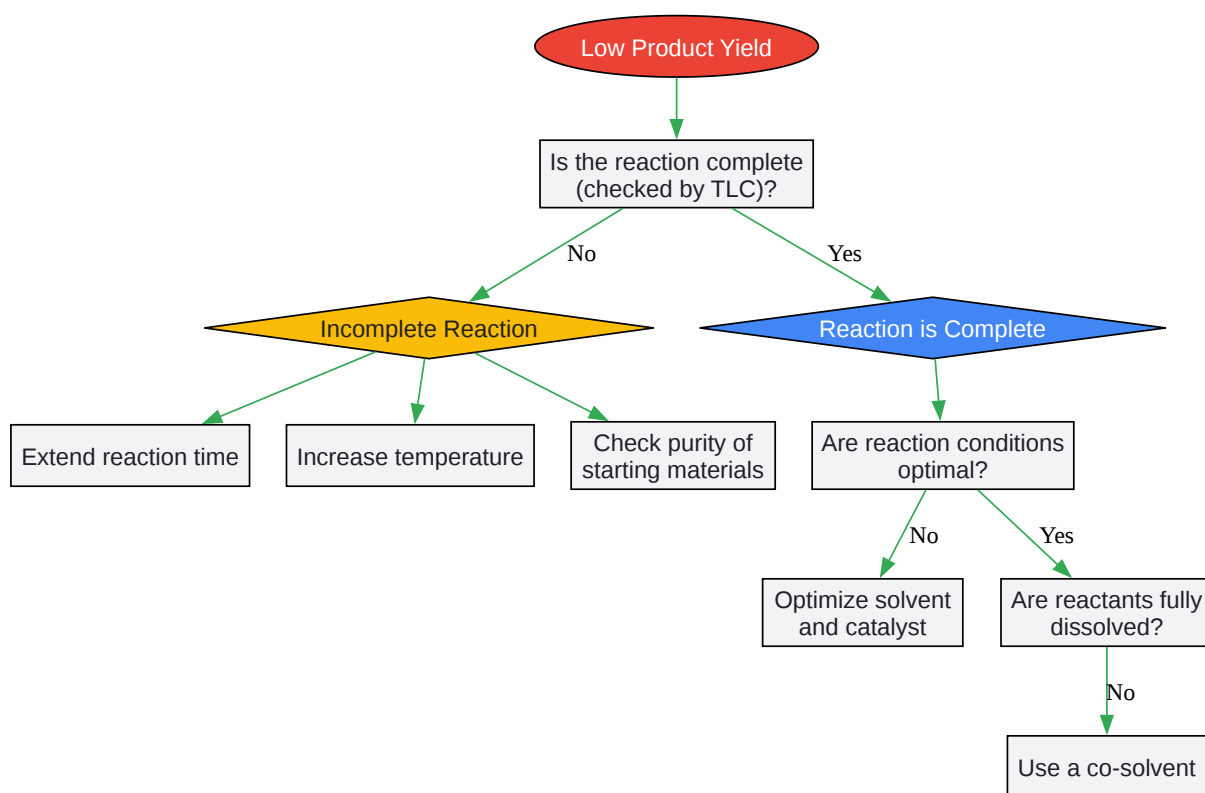 Low Product Yield
Is the reaction complete
(checked by TLC)?
No
Yes
Incomplete Reaction
Reaction is Complete
Extend reaction time
Increase temperature
Check purity of
starting materials
Are reaction conditions
optimal?
No
Yes
Optimize solvent
and catalyst
Are reactants fully
dissolved?
No
Use a co-solvent